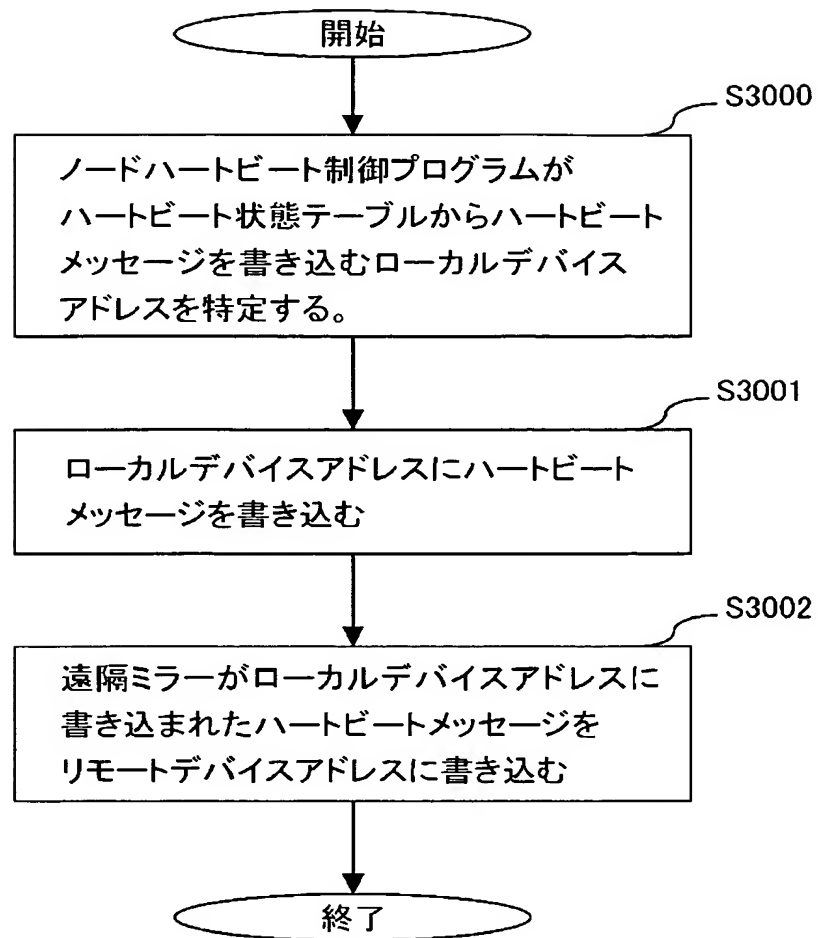 開始
S3000
ノードハートビート制御プログラムが
ハートビート状態テーブルからハートビート
メッセージを書き込むローカルデバイス
アドレスを特定する。
S3001
ローカルデバイスアドレスにハートビート
メッセージを書き込む
S3002
遠隔ミラーがローカルデバイスアドレスに
書き込まれたハートビートメッセージを
リモートデバイスアドレスに書き込む
終了